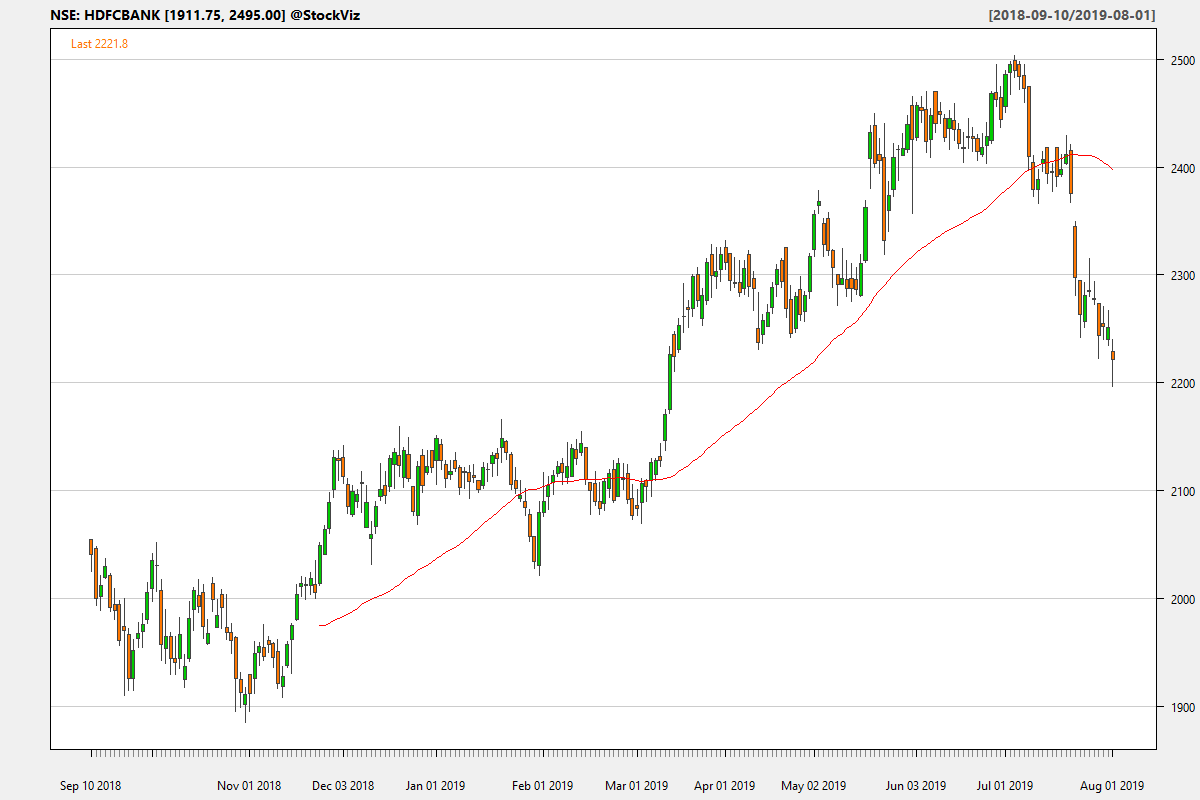 NSE: HDFCBANK [1911.75, 2495.00] @StockViz
[2018-09-10/2019-08-01]
Last 2221.8
2500
2400
2300
2200
2100
2000
1900
Sep 10 2018 Nov 01 2018 Dec 03 2018 Jan 01 2019 Feb 01 2019 Mar 01 2019 Apr 01 2019 May 02 2019 Jun 03 2019 Jul 01 2019 Aug 01 2019